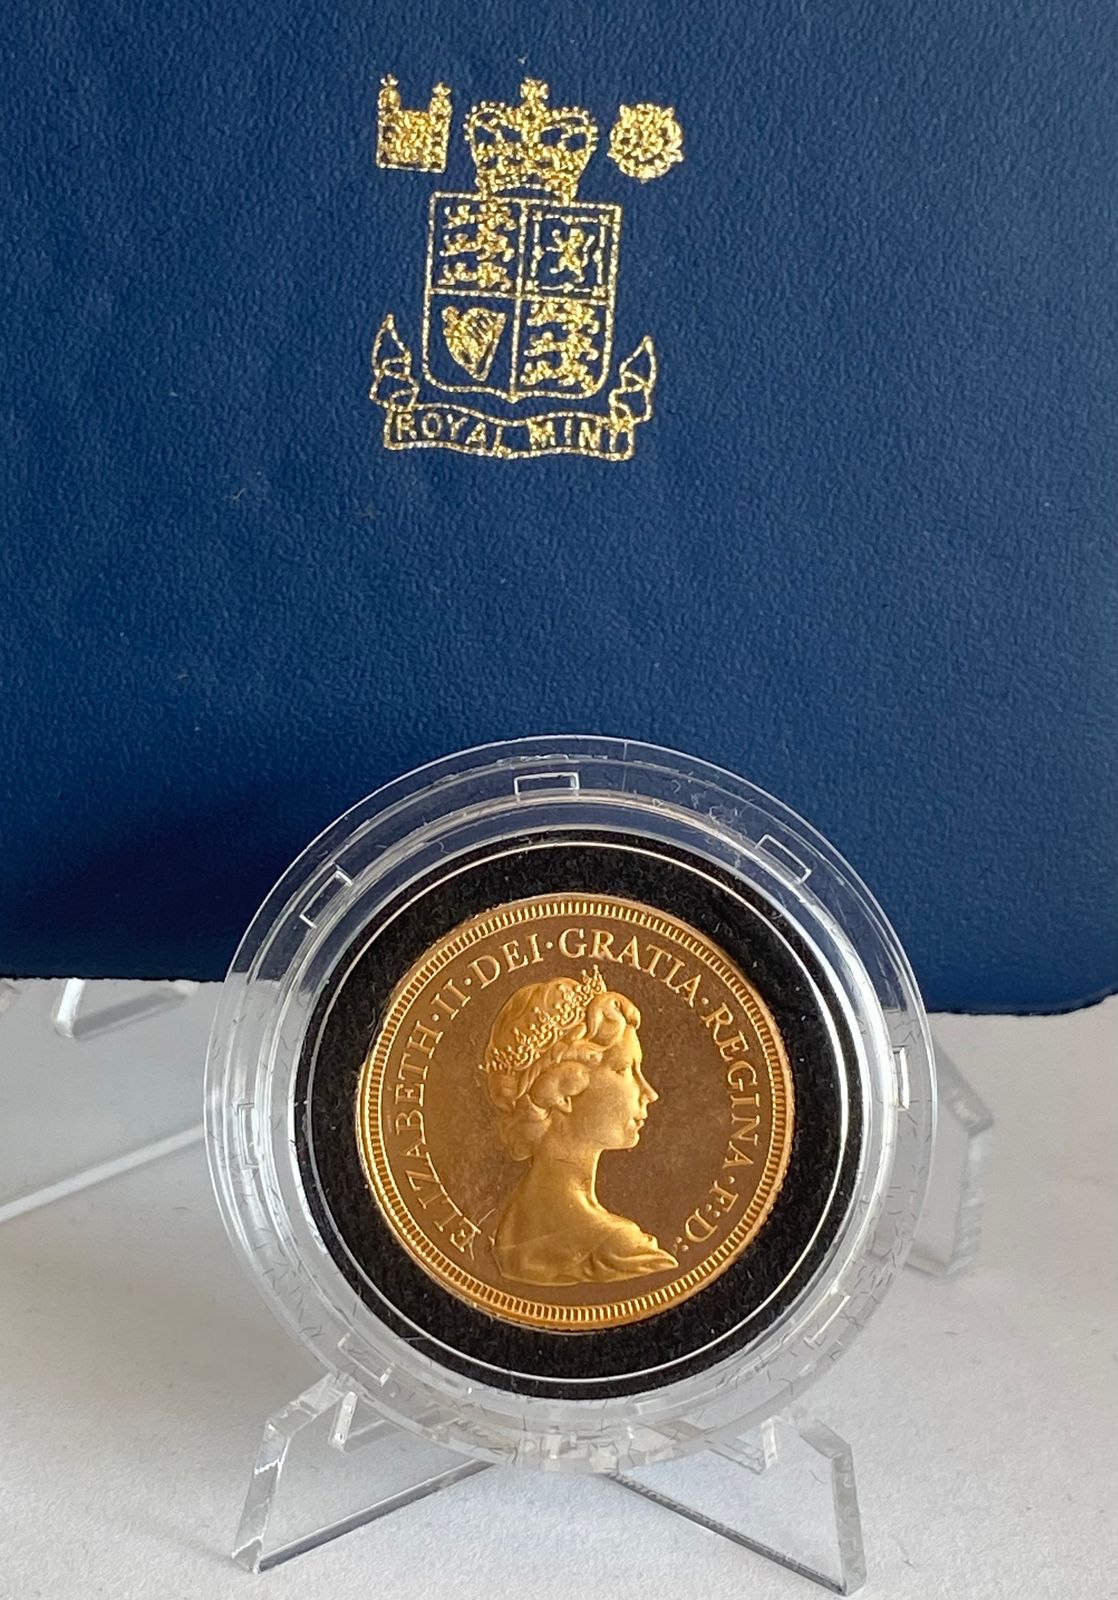 ROYAL MINT
ELIZABETH·II·DEI·GRATIA·REGINA·F:D: